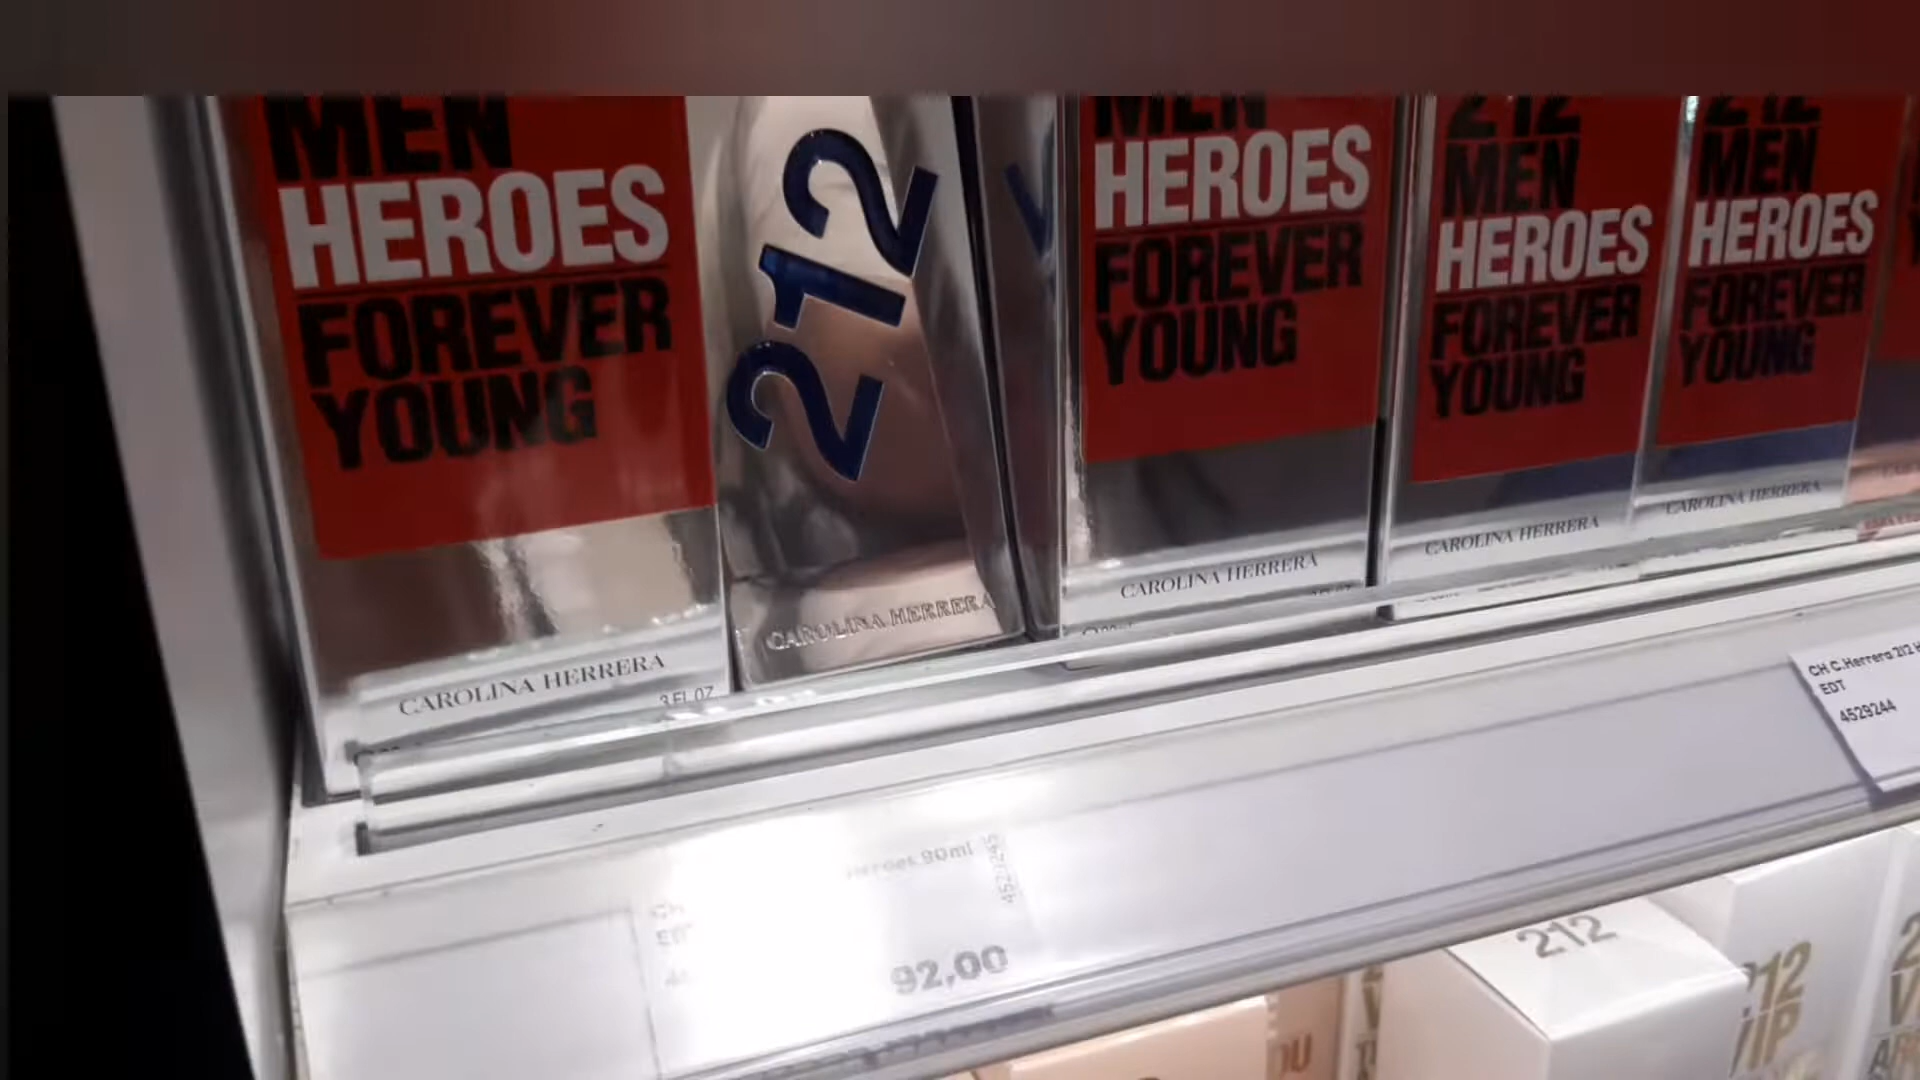 MEN
HEROES
FOREVER
YOUNG
CAROLINA HERRERA
3 FL OZ
212
CAROLINA HERRERA
MEN
HEROES
FOREVER
YOUNG
CAROLINA HERRERA
212
MEN
HEROES
FOREVER
YOUNG
CAROLINA HERRERA
212
MEN
HEROES
FOREVER
YOUNG
CAROLINA HERRERA
CH C.Herrera 212 H
EDT
4529244
Heroes 90ml
92,00
212
212
VIP